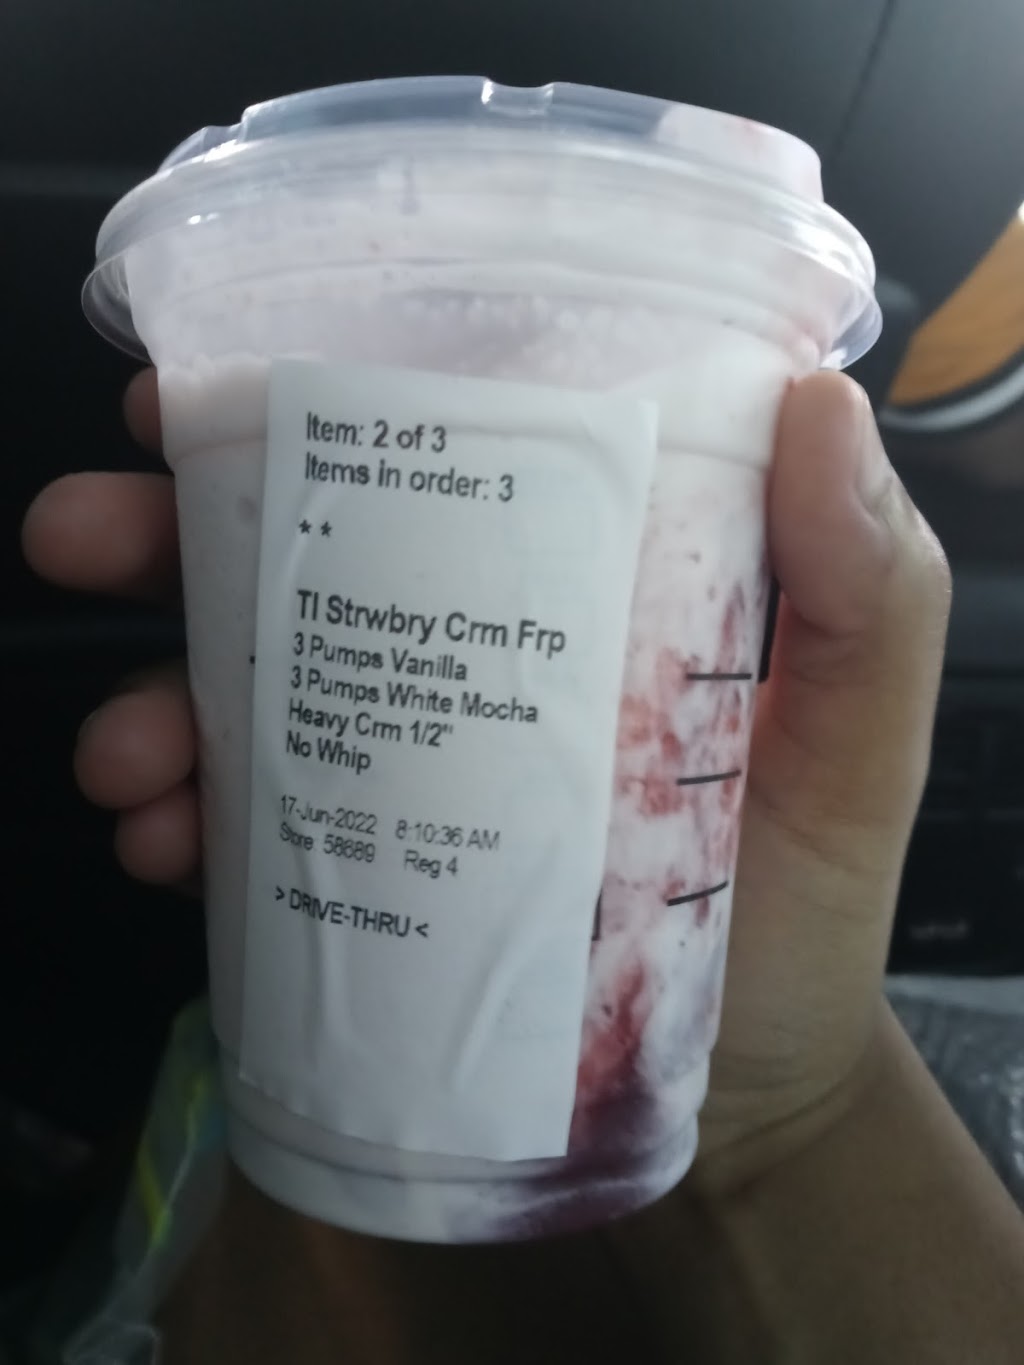 Item: 2 of 3
Items in order: 3
* *
Tl Strwbry Crm Frp
3 Pumps Vanilla
3 Pumps White Mocha
Heavy Crm 1/2"
No Whip
17-Jun-2022 8:10:36 AM
Store 58689 Reg 4
> DRIVE-THRU <